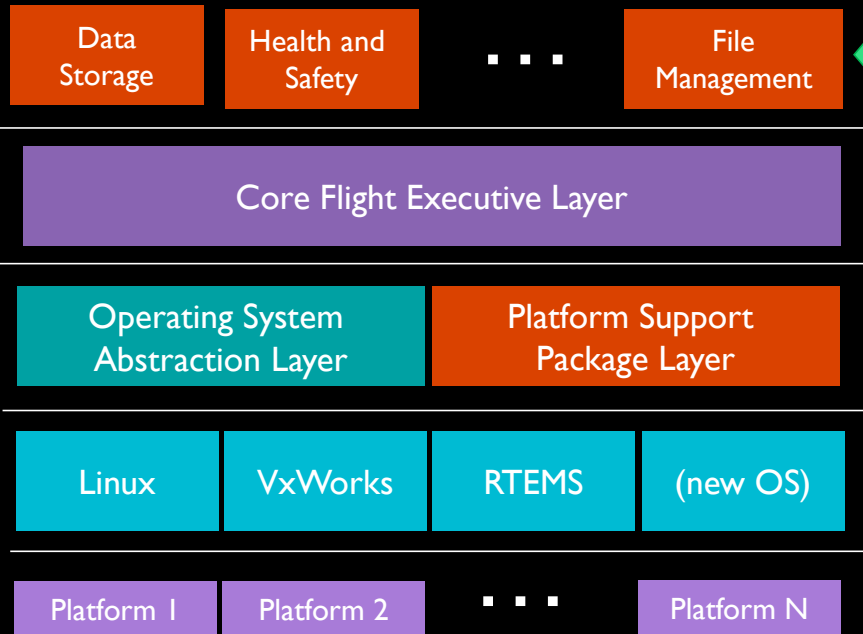 Data
Storage
Health and
Safety
...
File
Management
Core Flight Executive Layer
Operating System
Abstraction Layer
Platform Support
Package Layer
Linux
VxWorks
RTEMS
(new OS)
Platform 1
Platform 2
...
Platform N